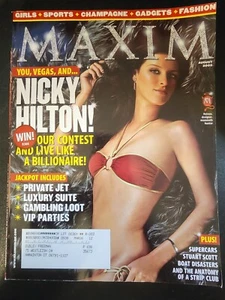 GIRLS • SPORTS • CHAMPAGNE • GADGETS • FASHION
MAXIM
YOU, VEGAS, AND...
NICKY
HILTON!
WIN!
OUR CONTEST
AND LIVE LIKE
A BILLIONAIRE!
JACKPOT INCLUDES
• PRIVATE JET
• LUXURY SUITE
• GAMBLING LOOT
• VIP PARTIES
PLUS!
SUPERCARS
STUART SCOTT
BOAT DISASTERS
AND THE ANATOMY
OF A STRIP CLUB